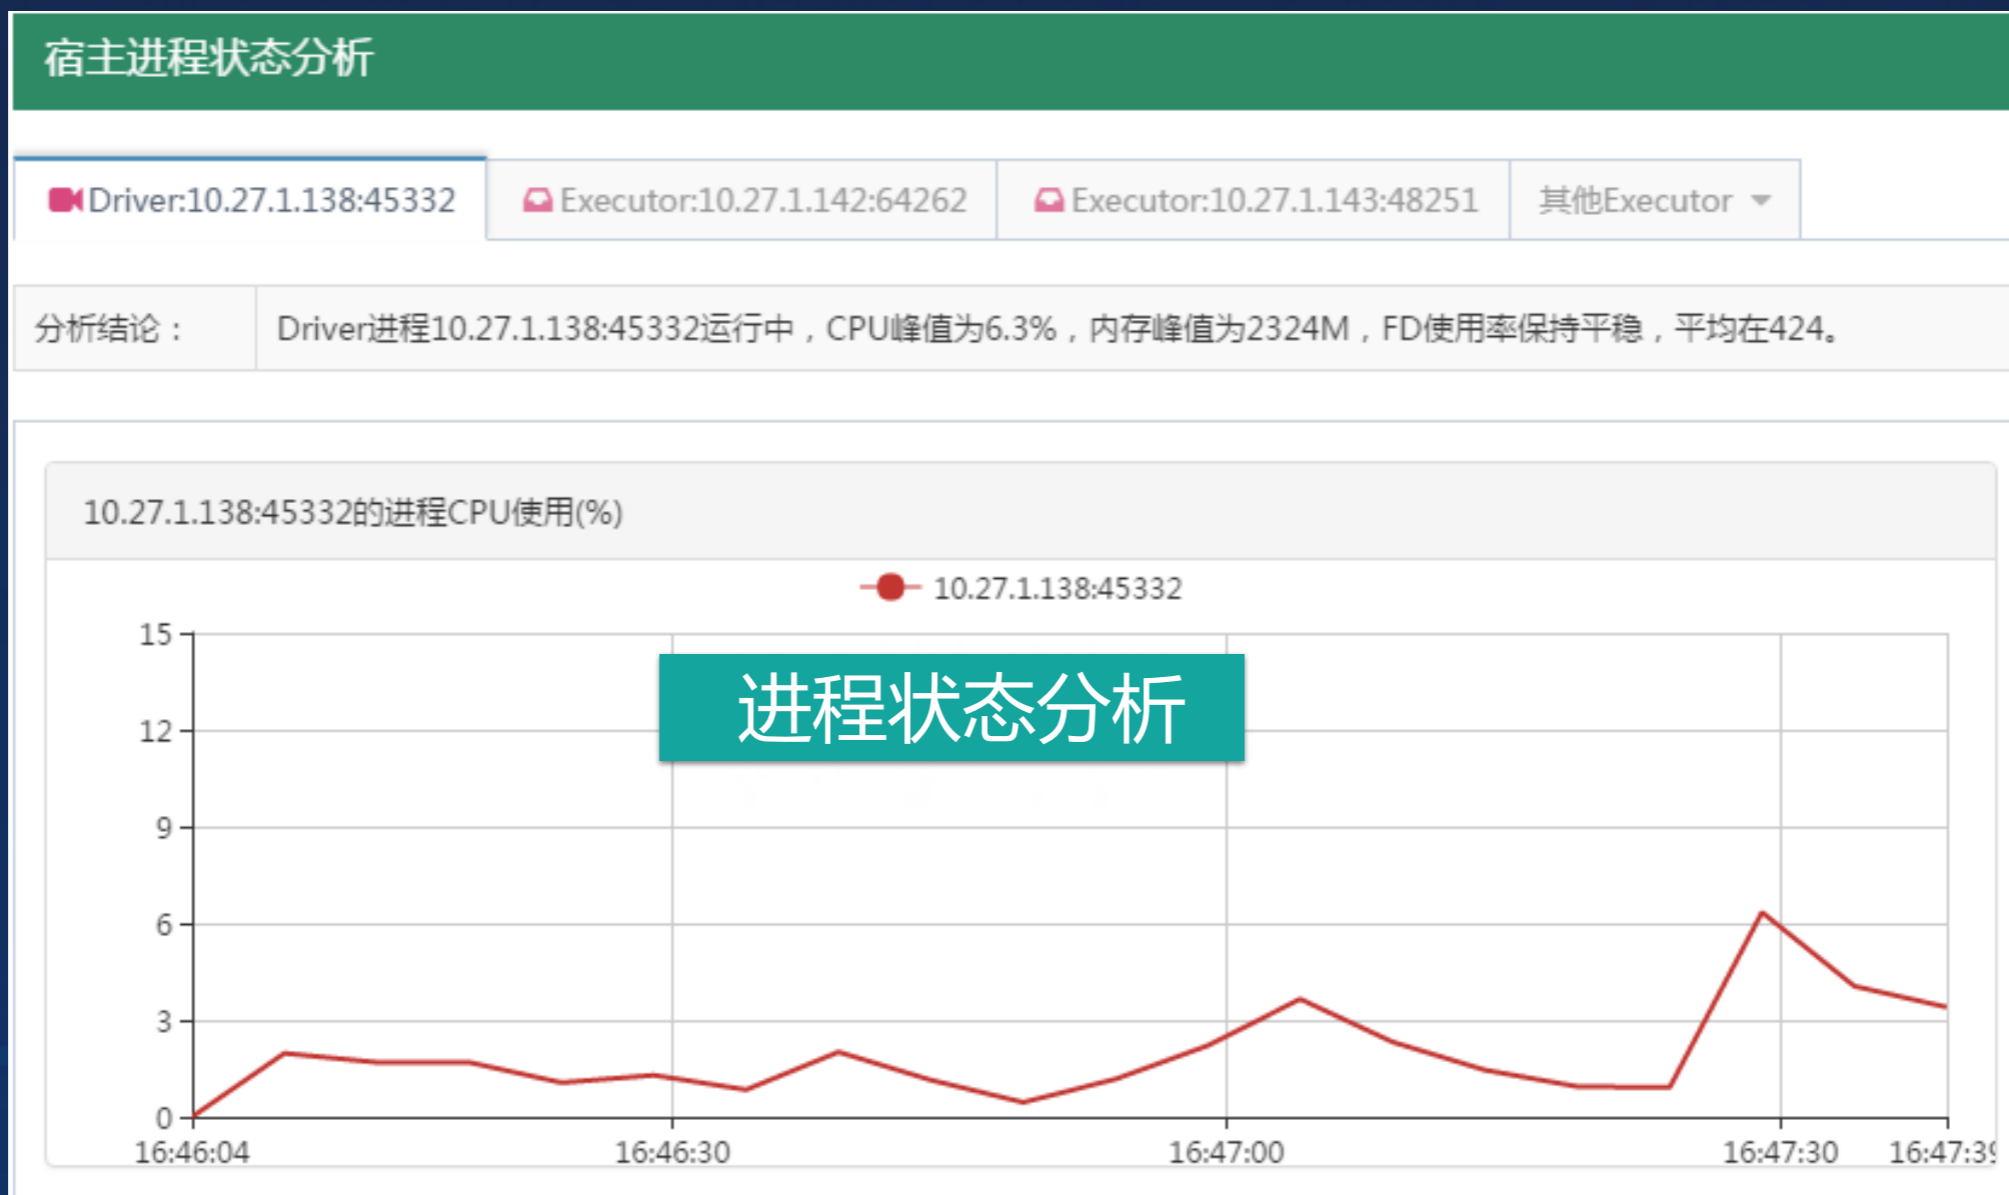 宿主进程状态分析
Driver:10.27.1.138:45332 Executor:10.27.1.142:64262 Executor:10.27.1.143:48251 其他Executor
分析结论： Driver进程10.27.1.138:45332运行中，CPU峰值为6.3%，内存峰值为2324M，FD使用率保持平稳，平均在424。
10.27.1.138:45332的进程CPU使用(%)
10.27.1.138:45332
进程状态分析
15
12
9
6
3
0
16:46:04 16:46:30 16:47:00 16:47:30 16:47:39